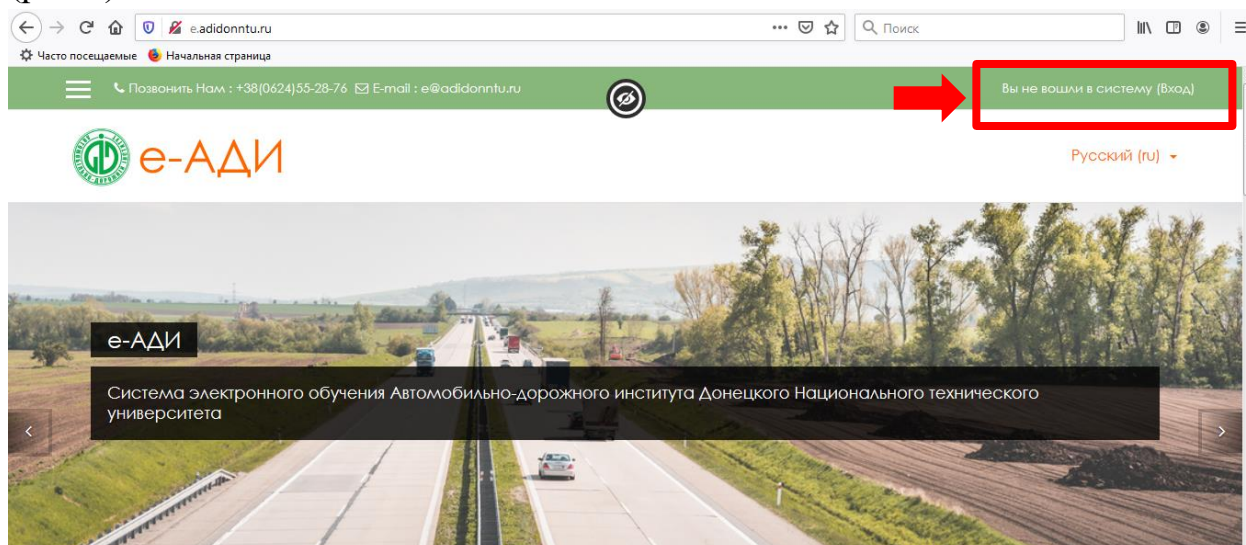 e.adidonntu.ru
Поиск
Часто посещаемые
Начальная страница
Позвонить Нам : +38(0624)55-28-76
E-mail : e@adidonntu.ru
Вы не вошли в систему (Вход)
е-АДИ
Русский (ru)
е-АДИ
Система электронного обучения Автомобильно-дорожного института Донецкого Национального технического
университета